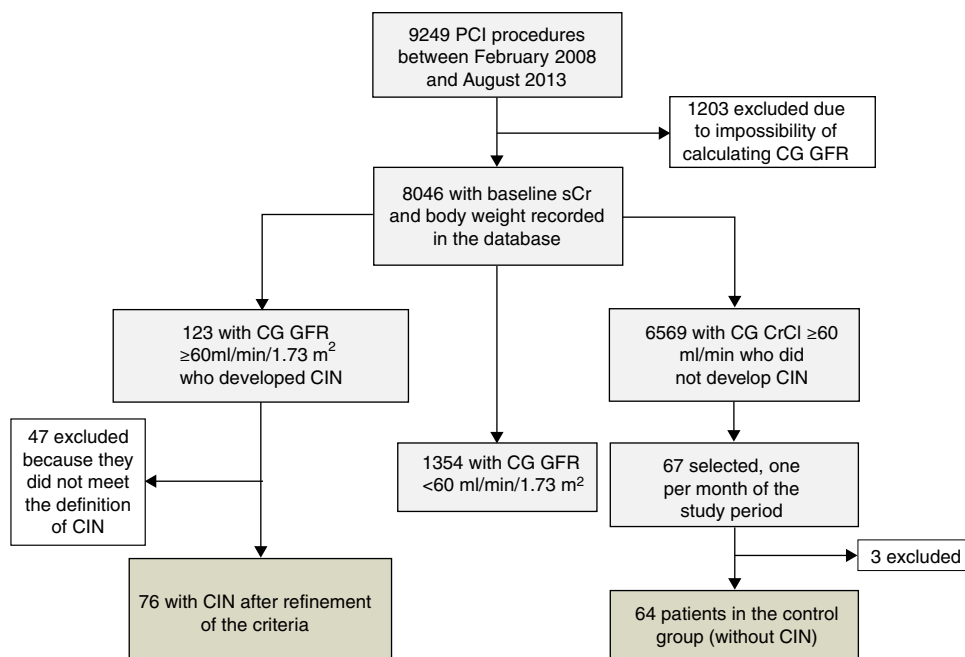 9249 PCI procedures
between February 2008
and August 2013
1203 excluded due
to impossibility of
calculating CG GFR
8046 with baseline sCr
and body weight recorded
in the database
123 with CG GFR
≥60ml/min/1.73 m²
who developed CIN
6569 with CG CrCl ≥60
ml/min who did
not develop CIN
47 excluded
because they
did not meet
the definition
of CIN
1354 with CG GFR
<60 ml/min/1.73 m²
67 selected, one
per month of the
study period
3 excluded
76 with CIN after refinement
of the criteria
64 patients in the control
group (without CIN)